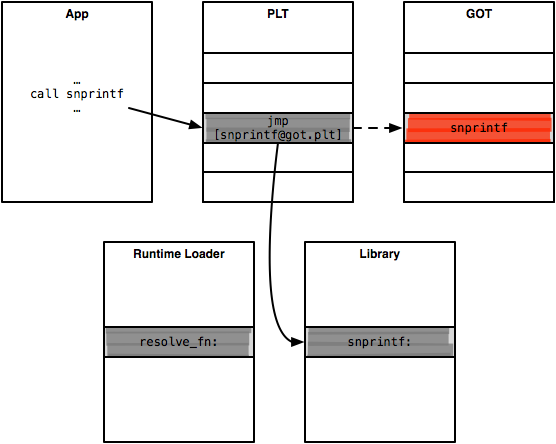 App
PLT
GOT
…
call snprintf
…
jmp
[snprintf@got.plt]
snprintf
Runtime Loader
Library
resolve_fn:
snprintf: